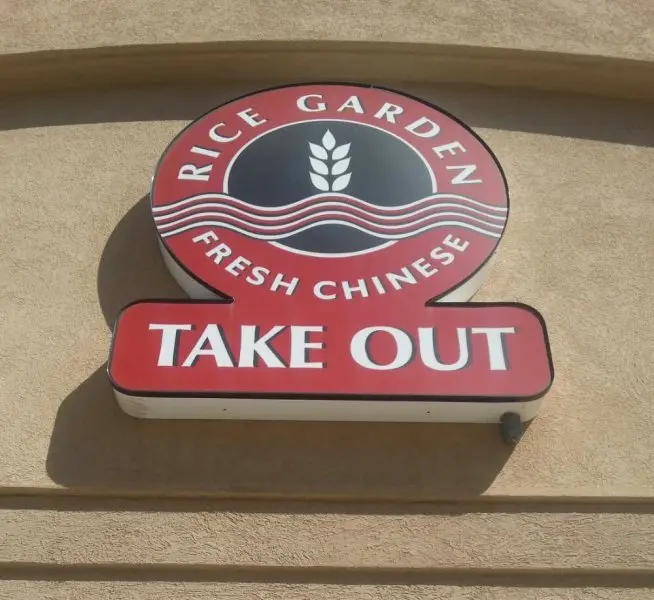 RICE GARDEN
FRESH CHINESE
TAKE OUT